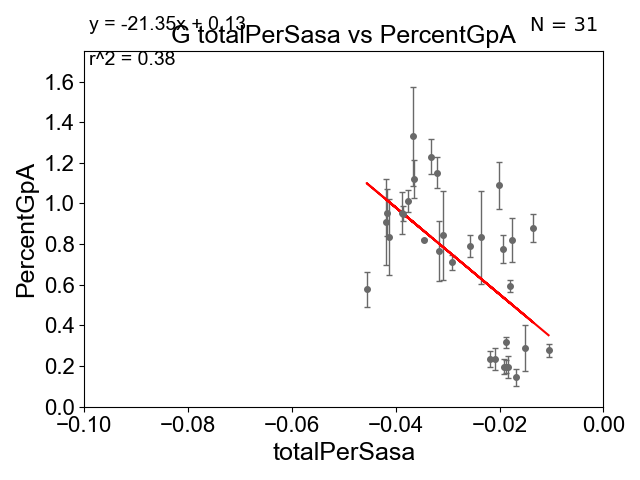 y = -21.35x + 0.13
N = 31
G totalPerSasa vs PercentGpA
r^2 = 0.38
1.6
1.4
1.2
1.0
0.8
0.6
0.4
0.2
0.0
PercentGpA
−0.10 −0.08 −0.06 −0.04 −0.02 0.00
totalPerSasa